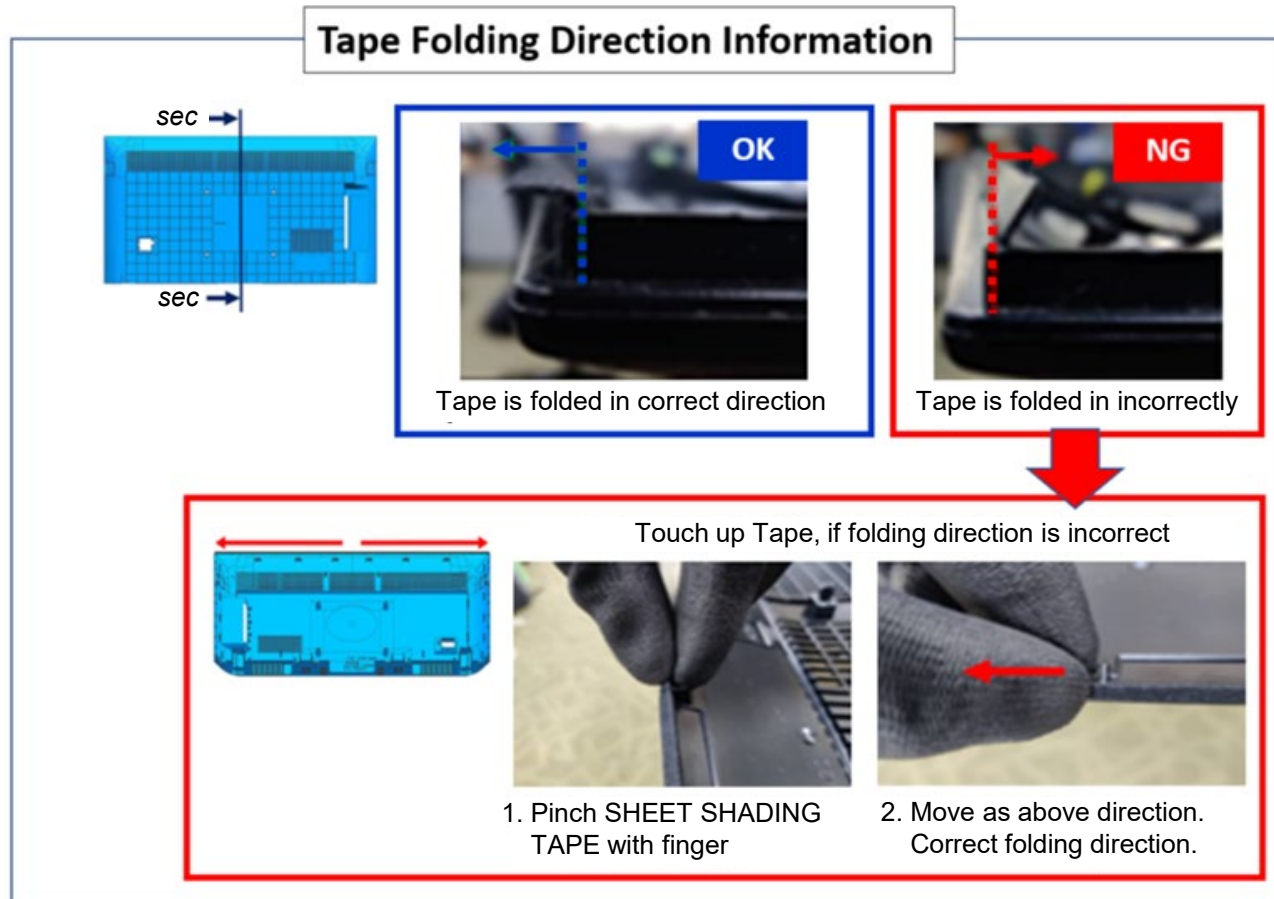 Tape Folding Direction Information
sec
sec
OK
Tape is folded in correct direction
NG
Tape is folded in incorrectly
Touch up Tape, if folding direction is incorrect
1. Pinch SHEET SHADING
TAPE with finger
2. Move as above direction.
Correct folding direction.